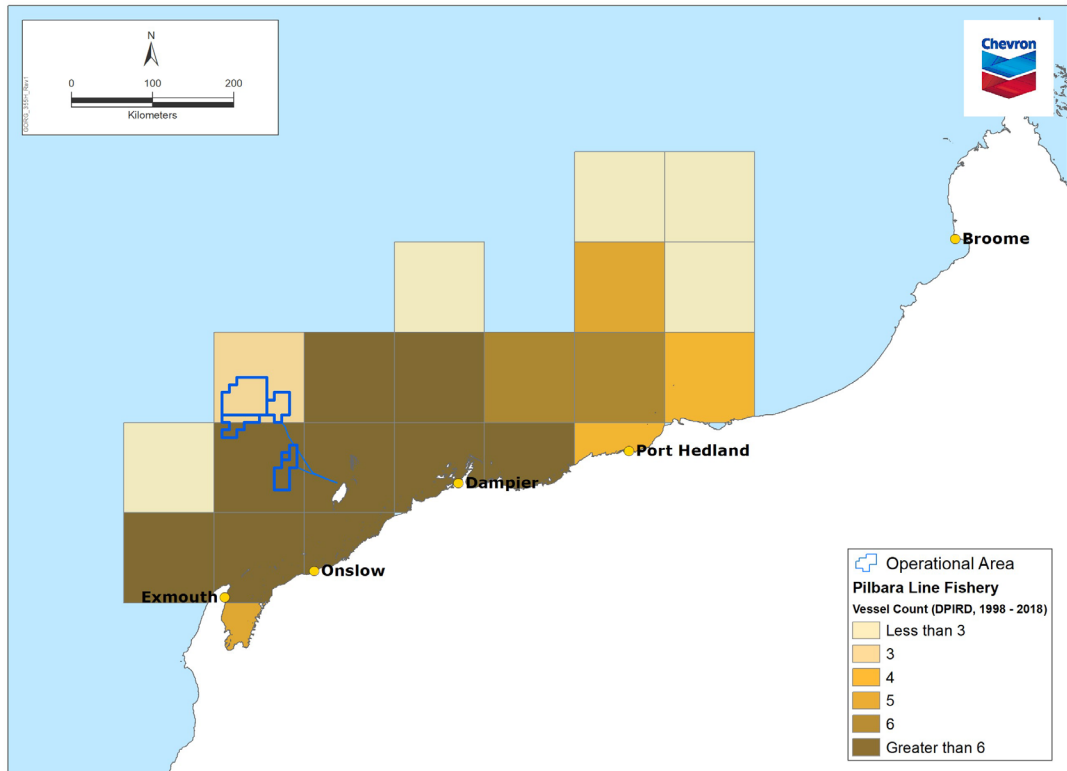 N
0 100 200
Kilometers
Chevron
Broome
Port Hedland
Dampier
Onslow
Exmouth
Operational Area
Pilbara Line Fishery
Vessel Count (DPIRD, 1998 - 2018)
Less than 3
3
4
5
6
Greater than 6